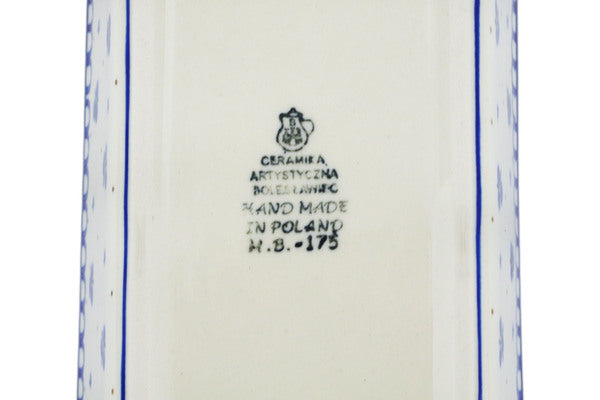 CERAMIKA
ARTYSTYCZNA
BOLESŁAWIEC
HAND MADE
IN POLAND
M.B.-175